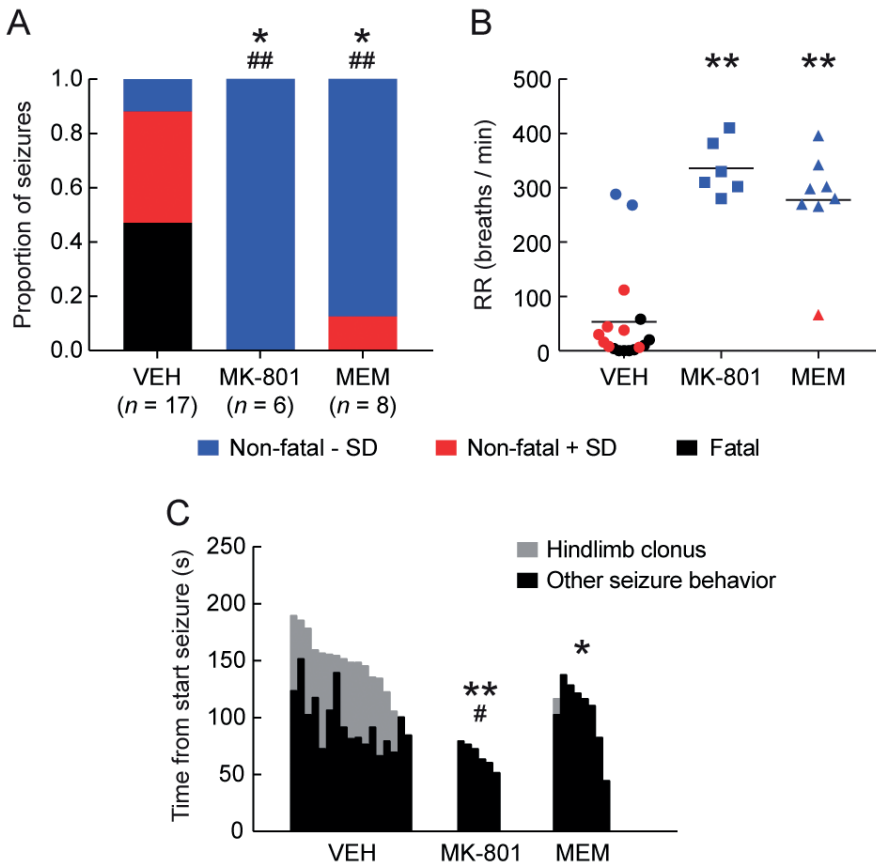 A
* *
## ##
Proportion of seizures
1.0
0.8
0.6
0.4
0.2
0.0
VEH MK-801 MEM
(n = 17) (n = 6) (n = 8)
B
** **
RR (breaths / min)
500
400
300
200
100
0
VEH MK-801 MEM
Non-fatal - SD Non-fatal + SD Fatal
C
Hindlimb clonus
Other seizure behavior
Time from start seizure (s)
250
200
150
100
50
0
** *
#
VEH MK-801 MEM